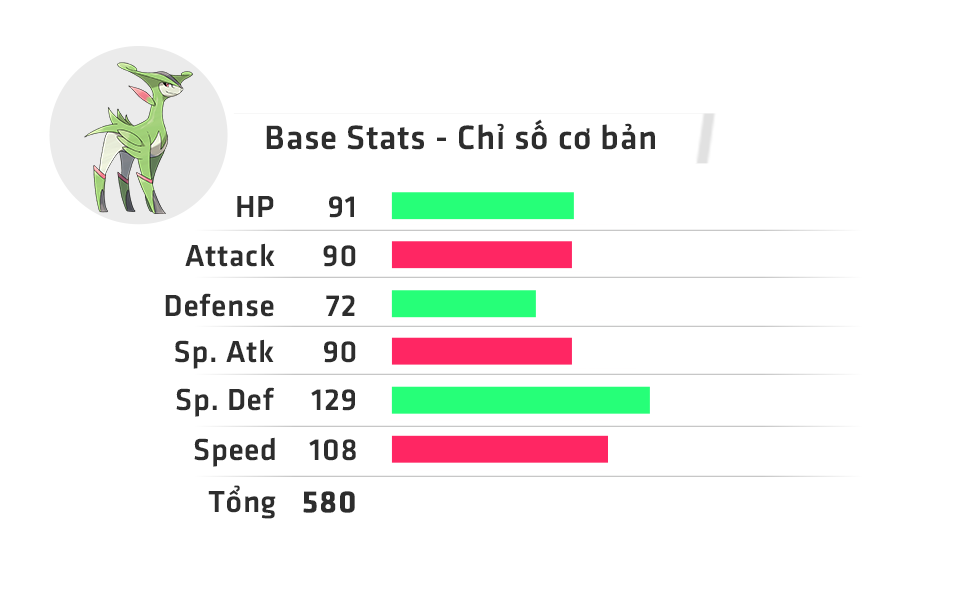 Base Stats - Chỉ số cơ bản
HP 91
Attack 90
Defense 72
Sp. Atk 90
Sp. Def 129
Speed 108
Tổng 580